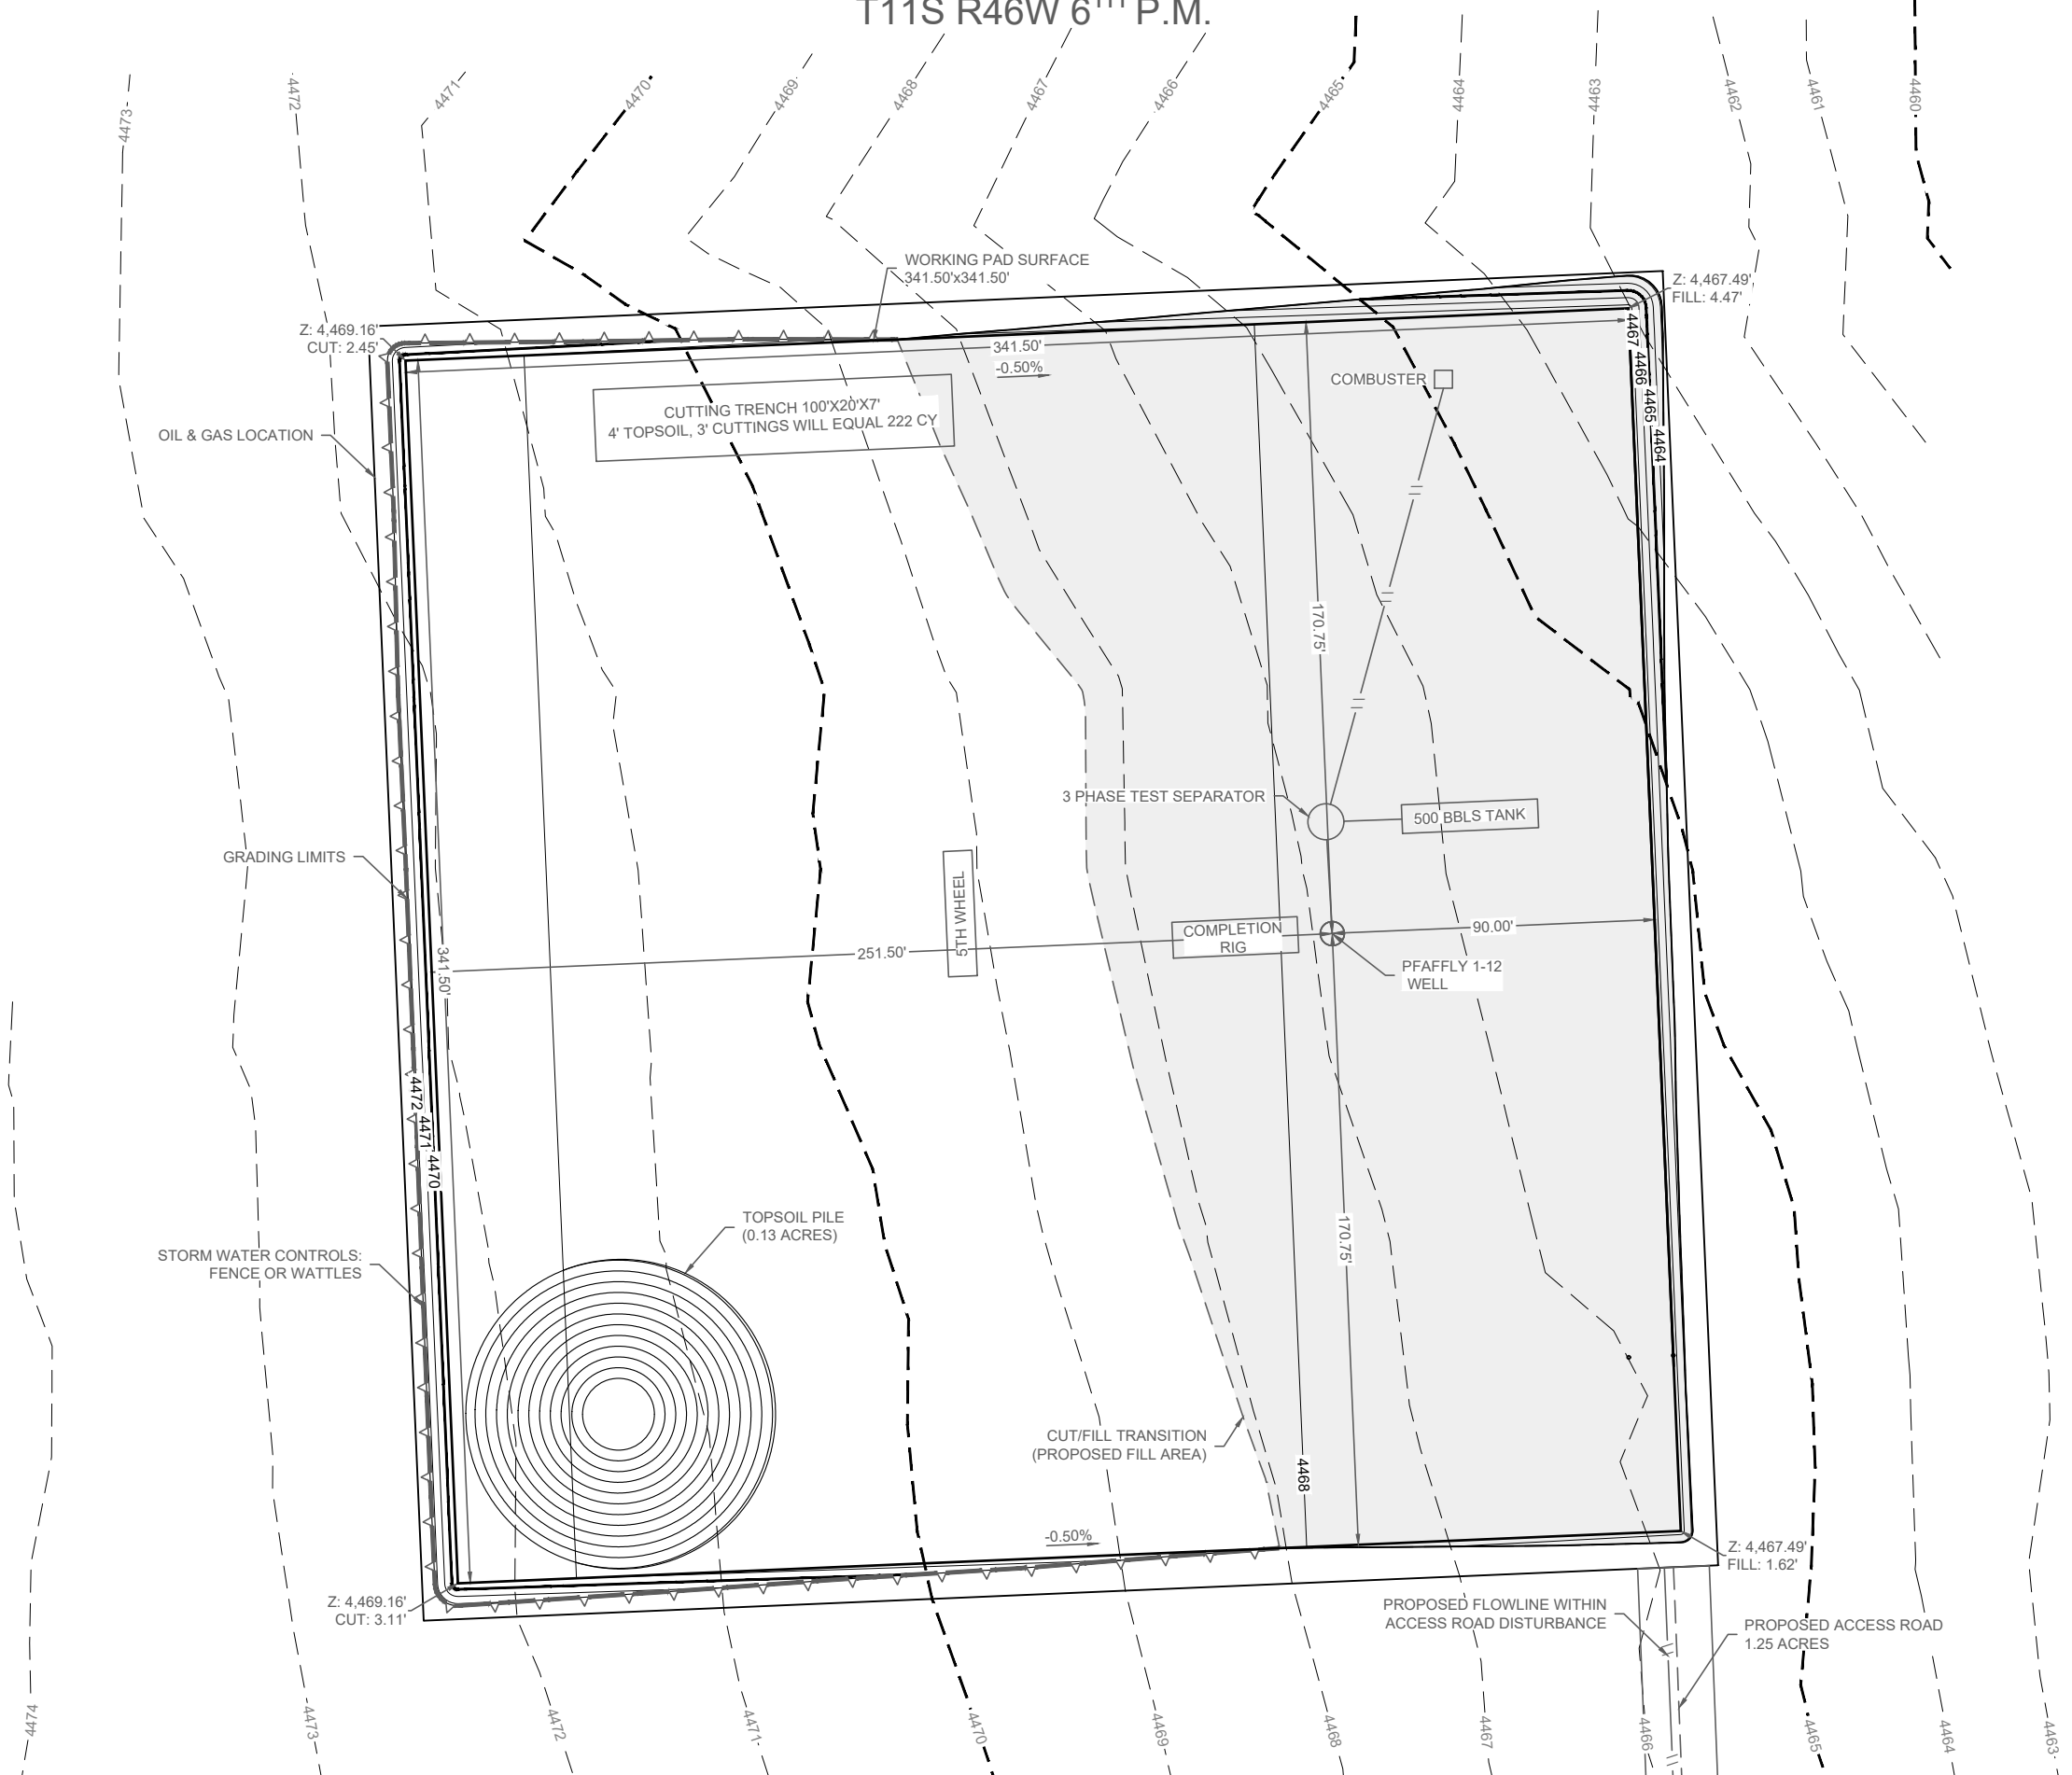 T11S R46W 6TH P.M.
4473
4472
4471
4470
4469
4468
4467
4466
4465
4464
4463
4462
4461
4460
WORKING PAD SURFACE
341.50'x341.50'
Z: 4,467.49'
FILL: 4.47'
Z: 4,469.16'
CUT: 2.45'
341.50'
-0.50%
4467
4466
4465
4464
COMBUSTER
CUTTING TRENCH 100'X20'X7'
4' TOPSOIL, 3' CUTTINGS WILL EQUAL 222 CY
OIL & GAS LOCATION
170.75'
3 PHASE TEST SEPARATOR
500 BBLS TANK
GRADING LIMITS
5TH WHEEL
COMPLETION
RIG
90.00'
251.50'
341.50'
PFAFFLY 1-12
WELL
4472
4471
4470
TOPSOIL PILE
(0.13 ACRES)
170.75'
STORM WATER CONTROLS:
FENCE OR WATTLES
CUT/FILL TRANSITION
(PROPOSED FILL AREA)
4468
-0.50%
Z: 4,467.49'
FILL: 1.62'
Z: 4,469.16'
CUT: 3.11'
PROPOSED FLOWLINE WITHIN
ACCESS ROAD DISTURBANCE
PROPOSED ACCESS ROAD
1.25 ACRES
4474
4473
4472
4471
4470
4469
4468
4467
4466
4465
4464
4463